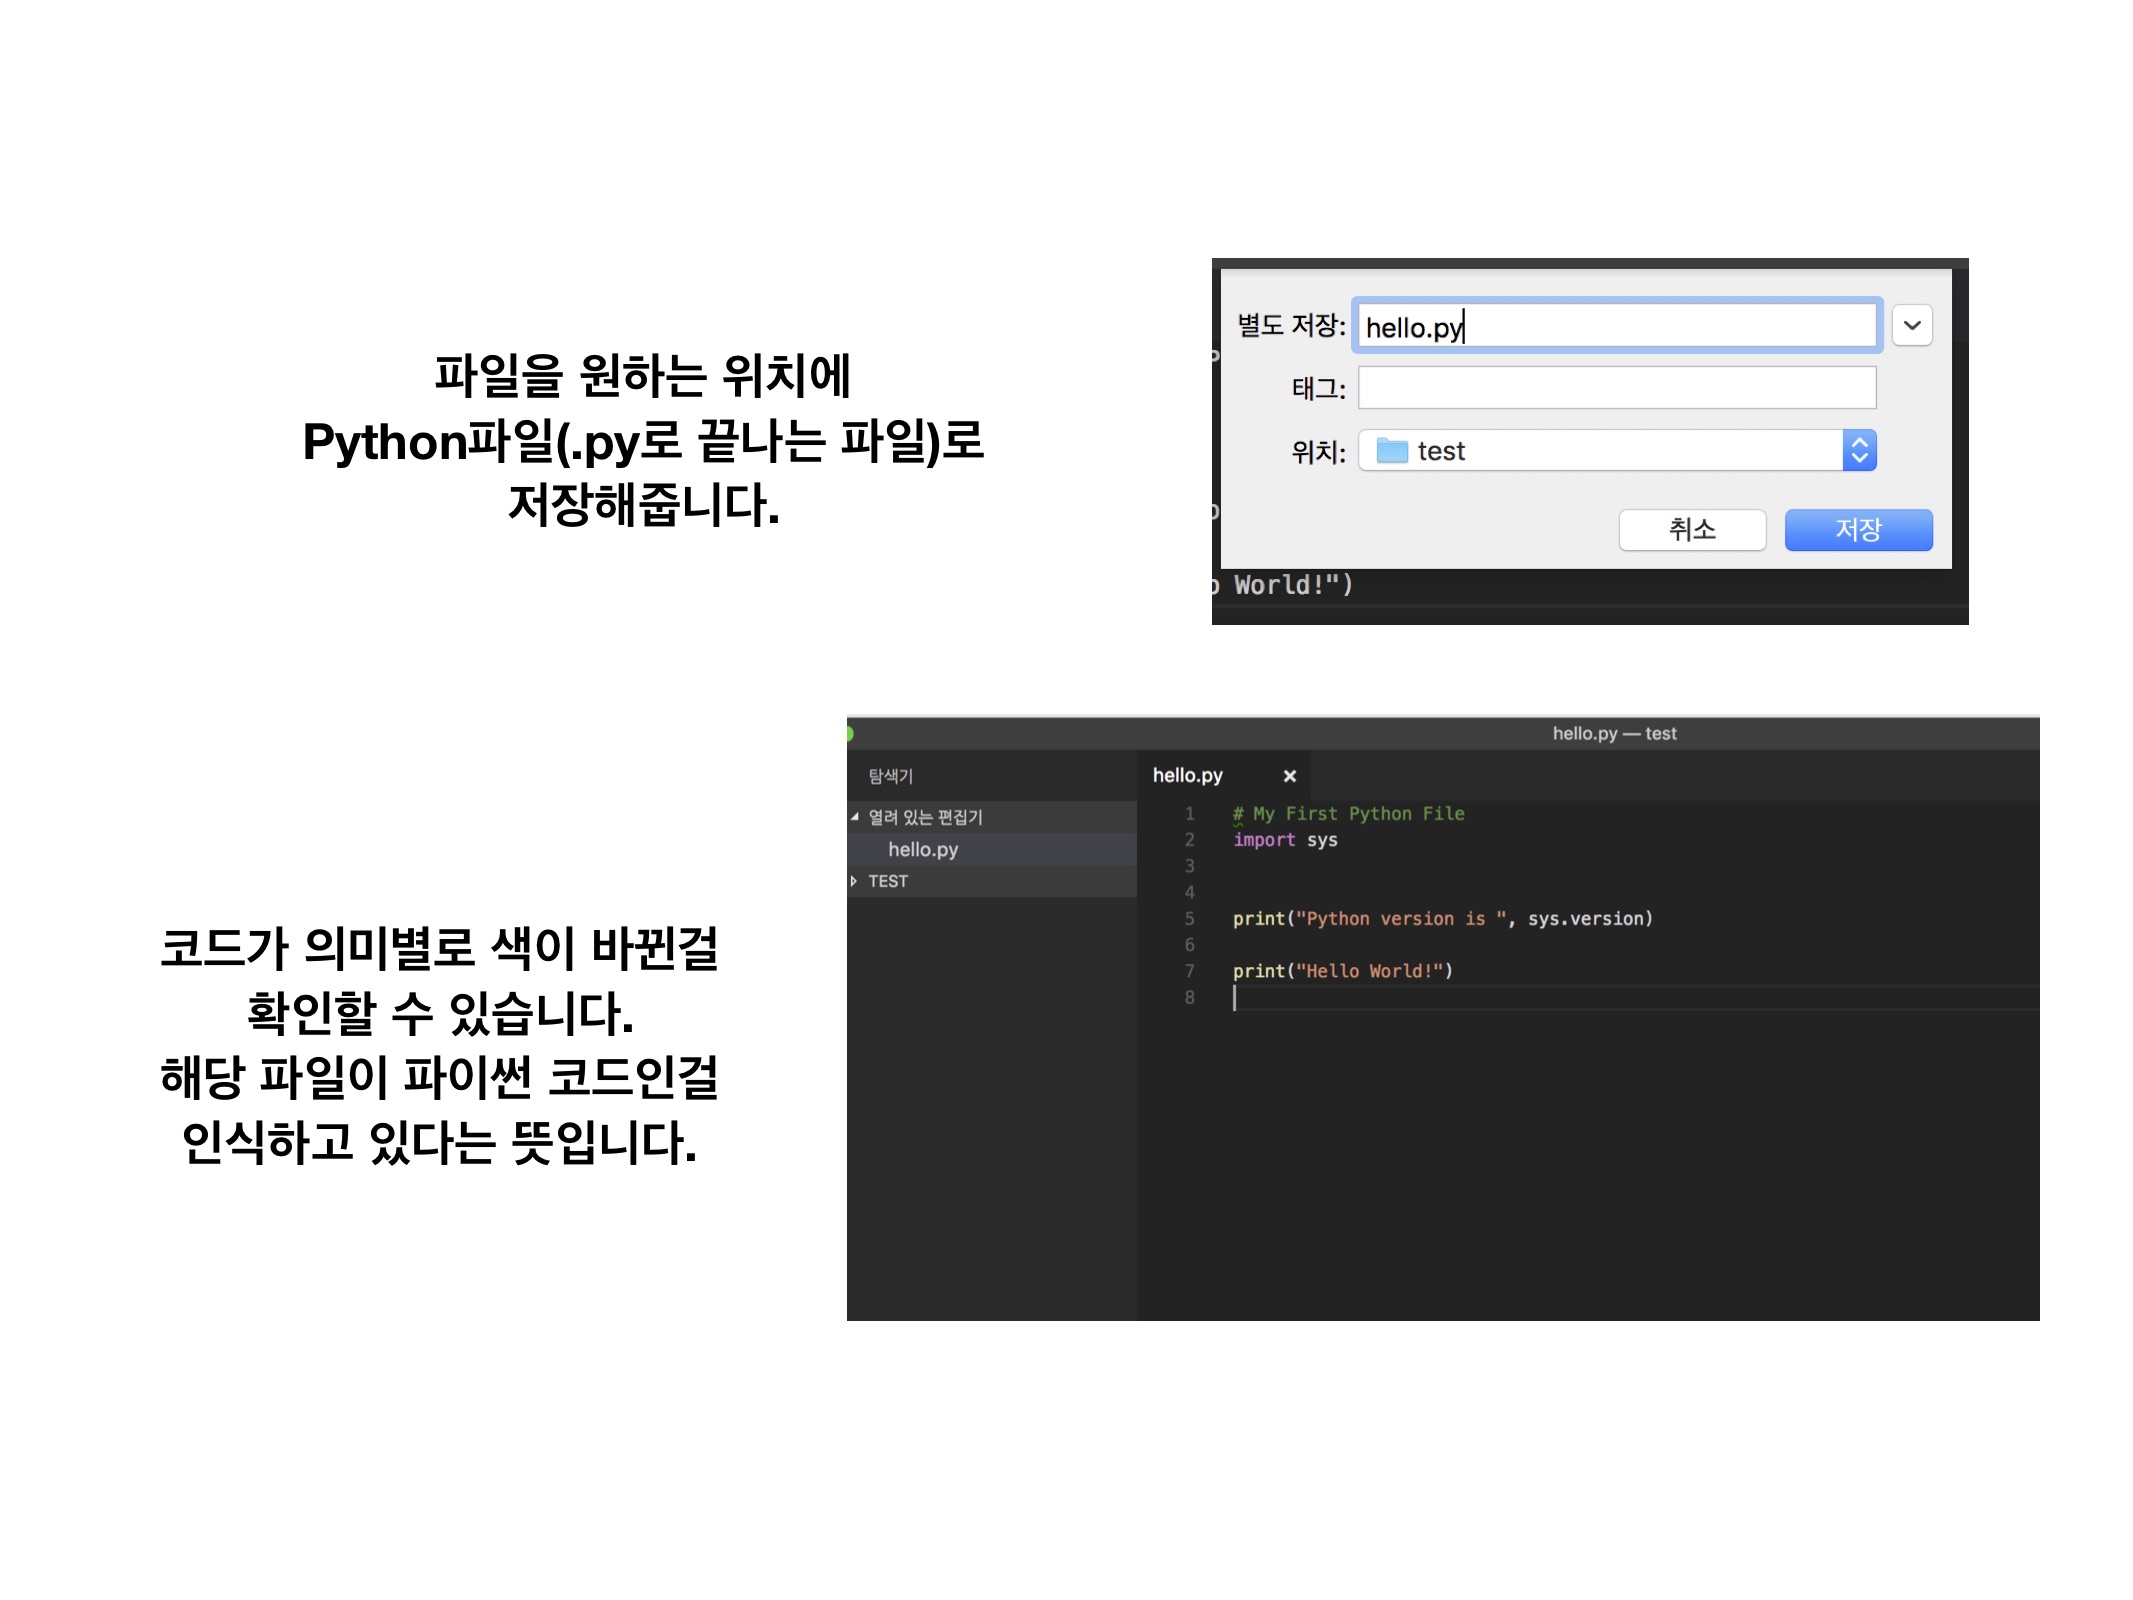 파일을 원하는 위치에
Python파일(.py로 끝나는 파일)로
저장해줍니다.
별도 저장: hello.py
태그:
위치: test
취소 저장
World!")
코드가 의미별로 색이 바뀐걸
확인할 수 있습니다.
해당 파일이 파이썬 코드인걸
인식하고 있다는 뜻입니다.
hello.py — test
탐색기
열려 있는 편집기
hello.py
TEST
hello.py ×
1 # My First Python File
2 import sys
3
4
5 print("Python version is ", sys.version)
6
7 print("Hello World!")
8